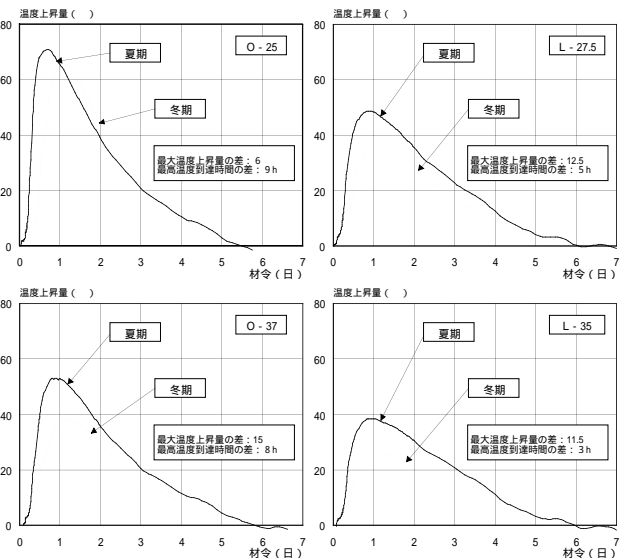 温度上昇量(　)
80
60
40
20
0
0 1 2 3 4 5 6 7
材令(日)
夏期
冬期
O - 25
最大温度上昇量の差: 6
最高温度到達時間の差: 9 h
温度上昇量(　)
80
60
40
20
0
0 1 2 3 4 5 6 7
材令(日)
夏期
冬期
L - 27.5
最大温度上昇量の差: 12.5
最高温度到達時間の差: 5 h
温度上昇量(　)
80
60
40
20
0
0 1 2 3 4 5 6 7
材令(日)
夏期
冬期
O - 37
最大温度上昇量の差: 15
最高温度到達時間の差: 8 h
温度上昇量(　)
80
60
40
20
0
0 1 2 3 4 5 6 7
材令(日)
夏期
冬期
L - 35
最大温度上昇量の差: 11.5
最高温度到達時間の差: 3 h